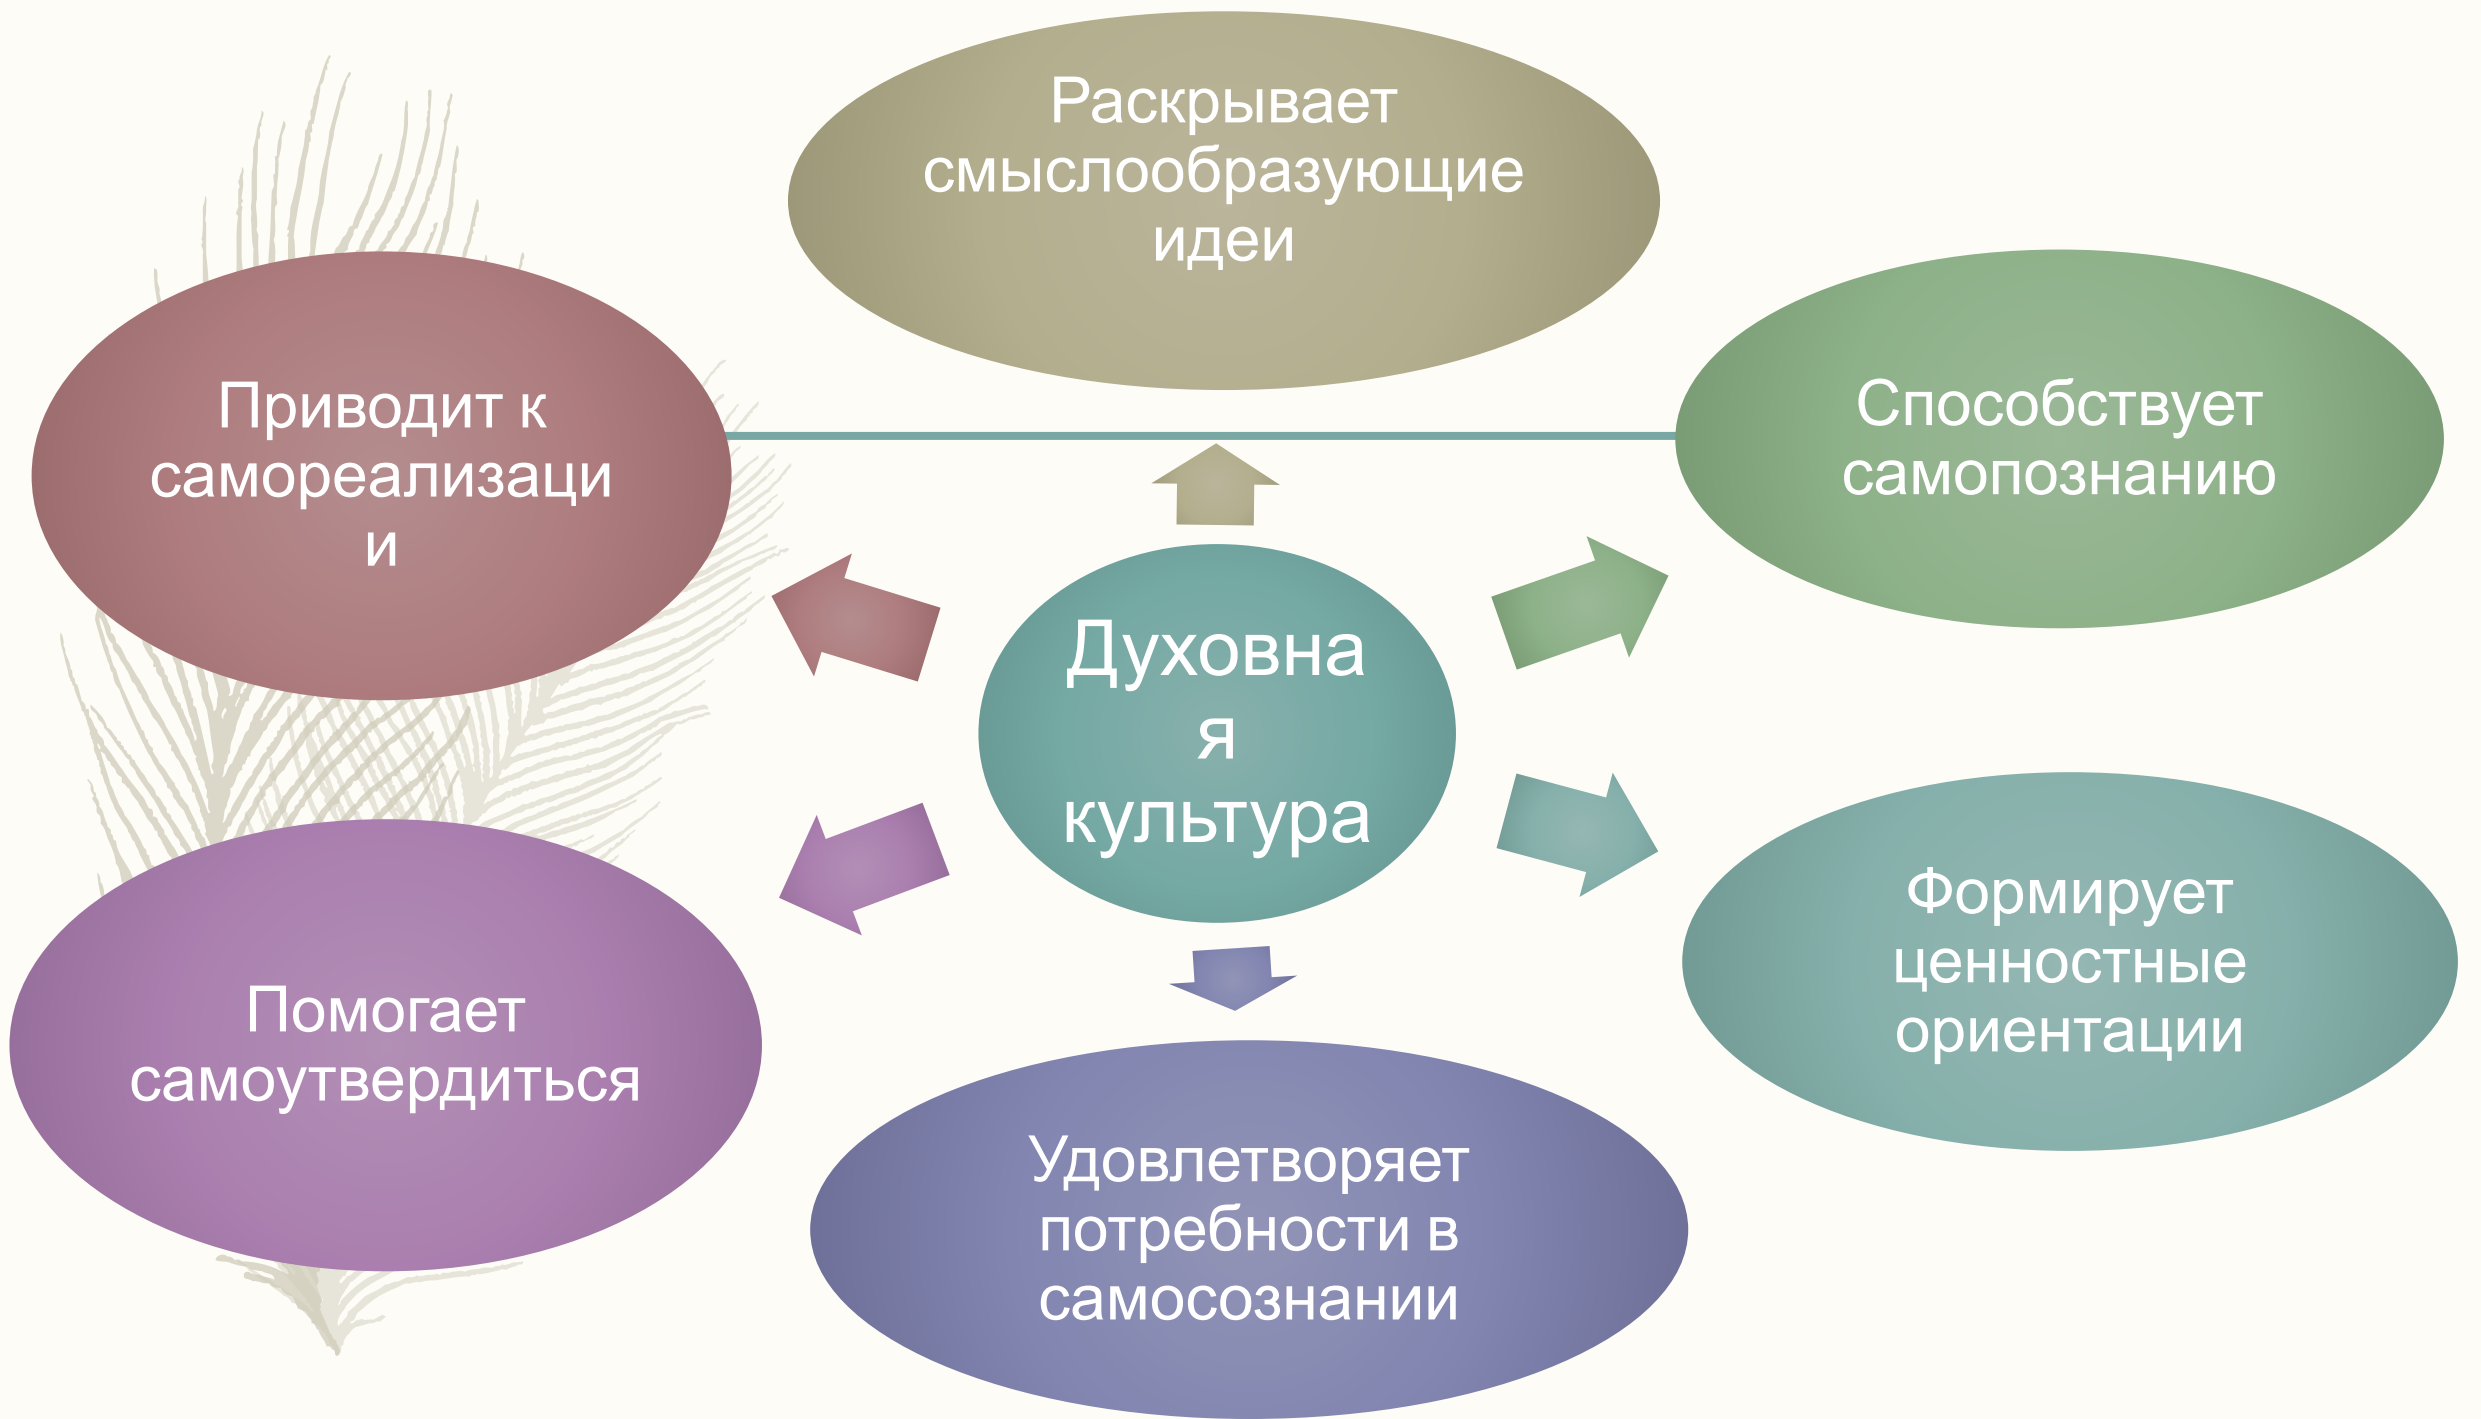 Раскрывает
смыслообразующие
идеи
Способствует
самопознанию
Формирует
ценностные
ориентации
Удовлетворяет
потребности в
самосознании
Помогает
самоутвердиться
Приводит к
самореализаци
и
Духовна
я
культура